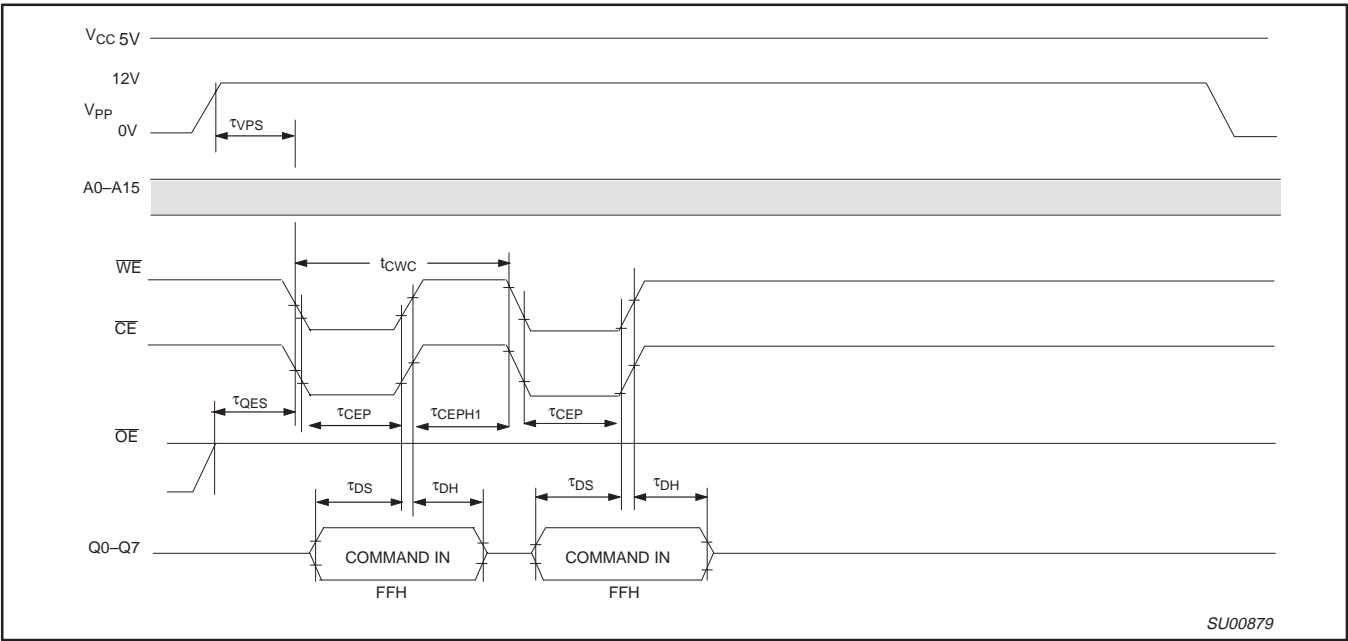 VCC 5V
12V
VPP
0V
τVPS
A0–A15
WE
tCWC
CE
τQES
τCEP
τCEPH1
τCEP
OE
τDS
τDH
τDS
τDH
Q0–Q7
COMMAND IN
COMMAND IN
FFH
FFH
SU00879